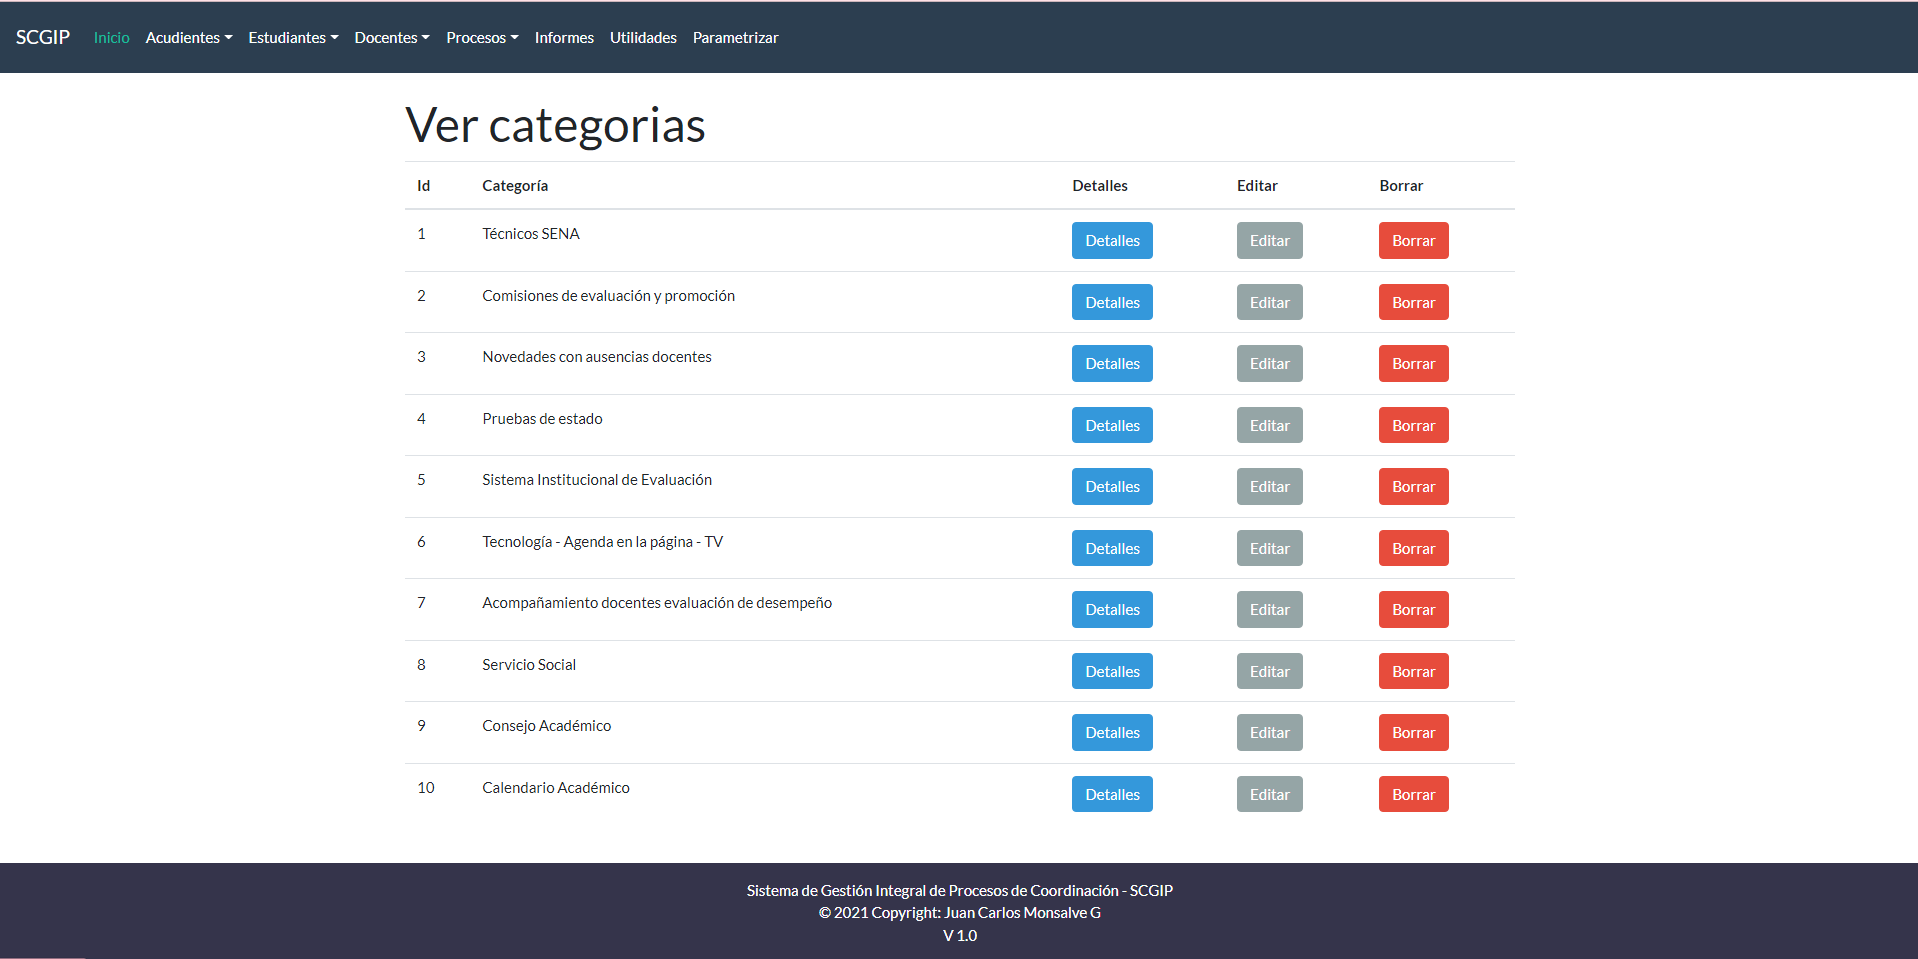 SCGIP Inicio Acudientes Estudiantes Docentes Procesos Informes Utilidades Parametrizar
Ver categorias
Id Categoría Detalles Editar Borrar
1 Técnicos SENA Detalles Editar Borrar
2 Comisiones de evaluación y promoción Detalles Editar Borrar
3 Novedades con ausencias docentes Detalles Editar Borrar
4 Pruebas de estado Detalles Editar Borrar
5 Sistema Institucional de Evaluación Detalles Editar Borrar
6 Tecnología - Agenda en la página - TV Detalles Editar Borrar
7 Acompañamiento docentes evaluación de desempeño Detalles Editar Borrar
8 Servicio Social Detalles Editar Borrar
9 Consejo Académico Detalles Editar Borrar
10 Calendario Académico Detalles Editar Borrar
Sistema de Gestión Integral de Procesos de Coordinación - SCGIP
© 2021 Copyright: Juan Carlos Monsalve G
V 1.0